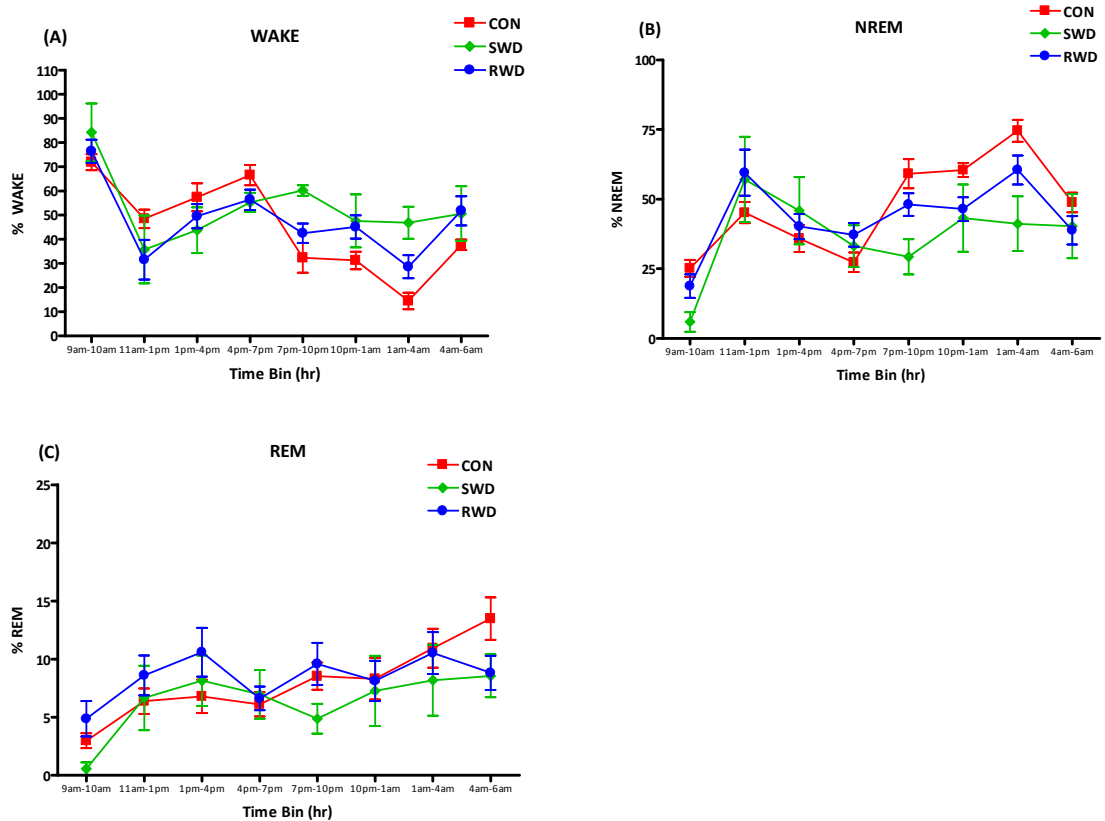 (A)
WAKE
CON
SWD
RWD
110
100
90
80
70
60
50
40
30
20
10
0
% WAKE
9am-10am 11am-1pm 1pm-4pm 4pm-7pm 7pm-10pm 10pm-1am 1am-4am 4am-6am
Time Bin (hr)
(B)
NREM
CON
SWD
RWD
100
75
50
25
0
% NREM
9am-10am 11am-1pm 1pm-4pm 4pm-7pm 7pm-10pm 10pm-1am 1am-4am 4am-6am
Time Bin (hr)
(C)
REM
CON
SWD
RWD
25
20
15
10
5
0
% REM
9am-10am 11am-1pm 1pm-4pm 4pm-7pm 7pm-10pm 10pm-1am 1am-4am 4am-6am
Time Bin (hr)